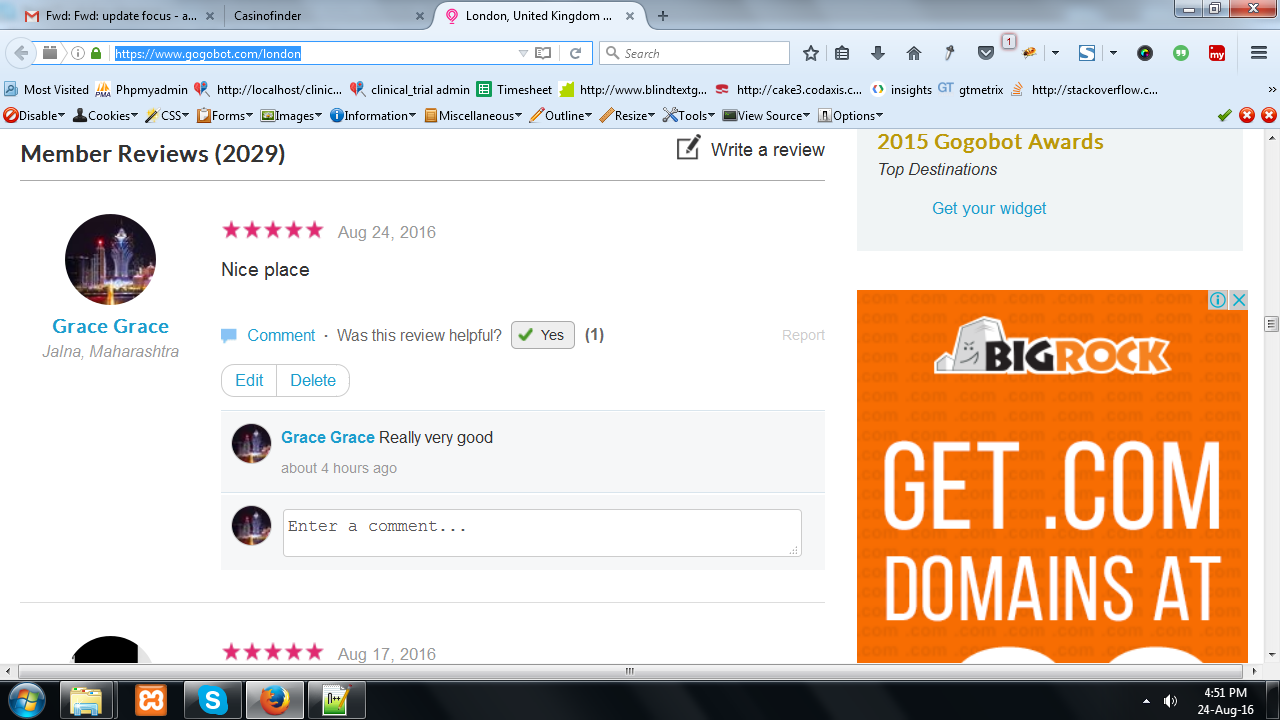 Fwd: Fwd: update focus - a...
Casinofinder
London, United Kingdom ...
https://www.gogobot.com/london
Search
1
my
Most Visited
PMA
Phpmyadmin
http://localhost/clinic...
clinical_trial admin
Timesheet
http://www.blindtextg...
http://cake3.codaxis.c...
insights
GT
gtmetrix
http://stackoverflow.c...
Disable
Cookies
CSS
Forms
Images
Information
Miscellaneous
Outline
Resize
Tools
View Source
Options
Member Reviews (2029)
Write a review
Aug 24, 2016
Nice place
Grace Grace
Jalna, Maharashtra
Comment · Was this review helpful? Yes (1)
Report
Edit
Delete
Grace Grace Really very good
about 4 hours ago
Enter a comment...
Aug 17, 2016
2015 Gogobot Awards
Top Destinations
Get your widget
BIGROCK
GET .COM
DOMAINS AT
4:51 PM
24-Aug-16